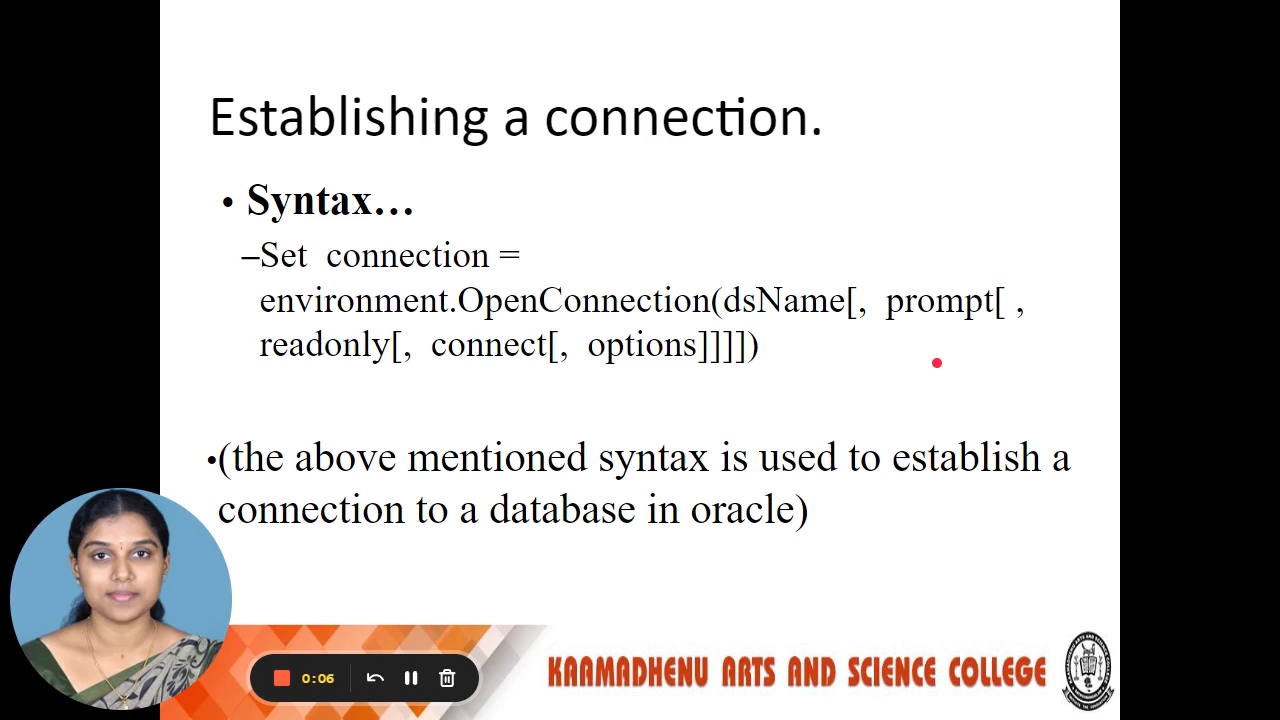 Establishing a connection.
• Syntax…
–Set connection =
environment.OpenConnection(dsName[, prompt[ ,
readonly[, connect[, options]]]])
•(the above mentioned syntax is used to establish a
connection to a database in oracle)
0:06
KAAMADHENU ARTS AND SCIENCE COLLEGE